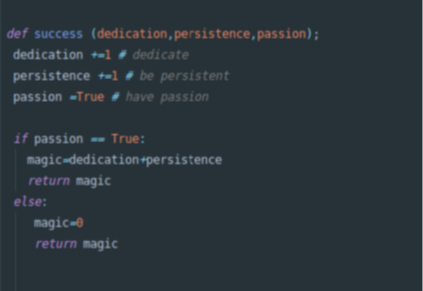 def success (dedication,persistence,passion);
dedication +=1 # dedicate
persistence +=1 # be persistent
passion =True # have passion
if passion == True:
magic=dedication+persistence
return magic
else:
magic=0
return magic